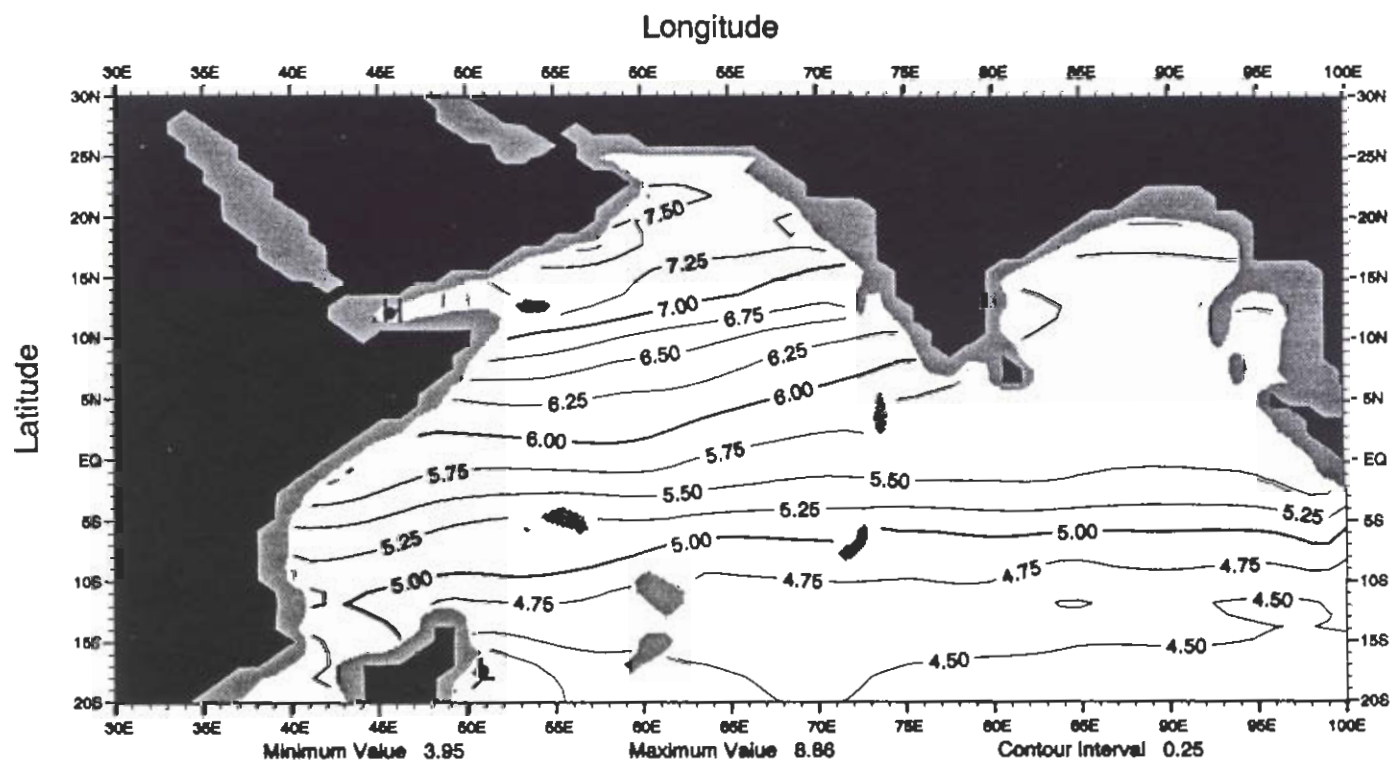 Longitude
30E 35E 40E 45E 50E 55E 60E 65E 70E 75E 80E 85E 90E 95E 100E
30N 30N
25N 25N
20N 7.50 20N
15N 7.25 15N
7.00
6.75
10N 6.50 6.25 10N
5N 6.25 6.00 5N
6.00
EQ 5.75 5.75 EQ
5.50 5.50
5S 5.25 5.25 5.25 5S
5.00 5.00
10S 5.00 4.75 4.75 4.75 10S
4.75 4.50
15S 4.50 4.50 15S
L
20S 20S
30E 35E 40E 45E 50E 55E 60E 65E 70E 75E 80E 85E 90E 95E 100E
Minimum Value 3.95 Maximum Value 8.86 Contour Interval 0.25
Latitude